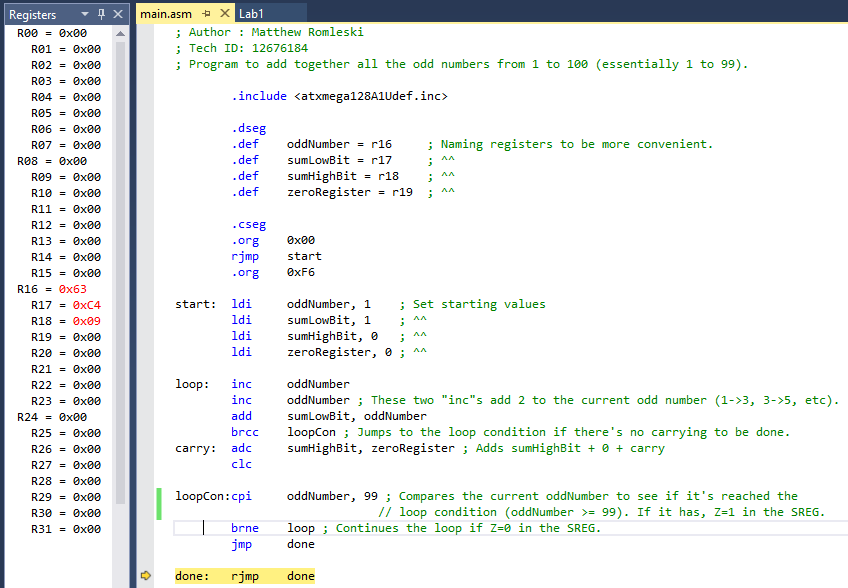 Registers
main.asm
Lab1
R00 = 0x00
R01 = 0x00
R02 = 0x00
R03 = 0x00
R04 = 0x00
R05 = 0x00
R06 = 0x00
R07 = 0x00
R08 = 0x00
R09 = 0x00
R10 = 0x00
R11 = 0x00
R12 = 0x00
R13 = 0x00
R14 = 0x00
R15 = 0x00
R16 = 0x63
R17 = 0xC4
R18 = 0x09
R19 = 0x00
R20 = 0x00
R21 = 0x00
R22 = 0x00
R23 = 0x00
R24 = 0x00
R25 = 0x00
R26 = 0x00
R27 = 0x00
R28 = 0x00
R29 = 0x00
R30 = 0x00
R31 = 0x00
; Author : Matthew Romleski
; Tech ID: 12676184
; Program to add together all the odd numbers from 1 to 100 (essentially 1 to 99).
.include <atxmega128A1Udef.inc>
.dseg
.def oddNumber = r16 ; Naming registers to be more convenient.
.def sumLowBit = r17 ; ^^
.def sumHighBit = r18 ; ^^
.def zeroRegister = r19 ; ^^
.cseg
.org 0x00
rjmp start
.org 0xF6
start: ldi oddNumber, 1 ; Set starting values
ldi sumLowBit, 1 ; ^^
ldi sumHighBit, 0 ; ^^
ldi zeroRegister, 0 ; ^^
loop: inc oddNumber
inc oddNumber ; These two "inc"s add 2 to the current odd number (1->3, 3->5, etc).
add sumLowBit, oddNumber
brcc loopCon ; Jumps to the loop condition if there's no carrying to be done.
carry: adc sumHighBit, zeroRegister ; Adds sumHighBit + 0 + carry
clc
loopCon:cpi oddNumber, 99 ; Compares the current oddNumber to see if it's reached the
// loop condition (oddNumber >= 99). If it has, Z=1 in the SREG.
brne loop ; Continues the loop if Z=0 in the SREG.
jmp done
done: rjmp done